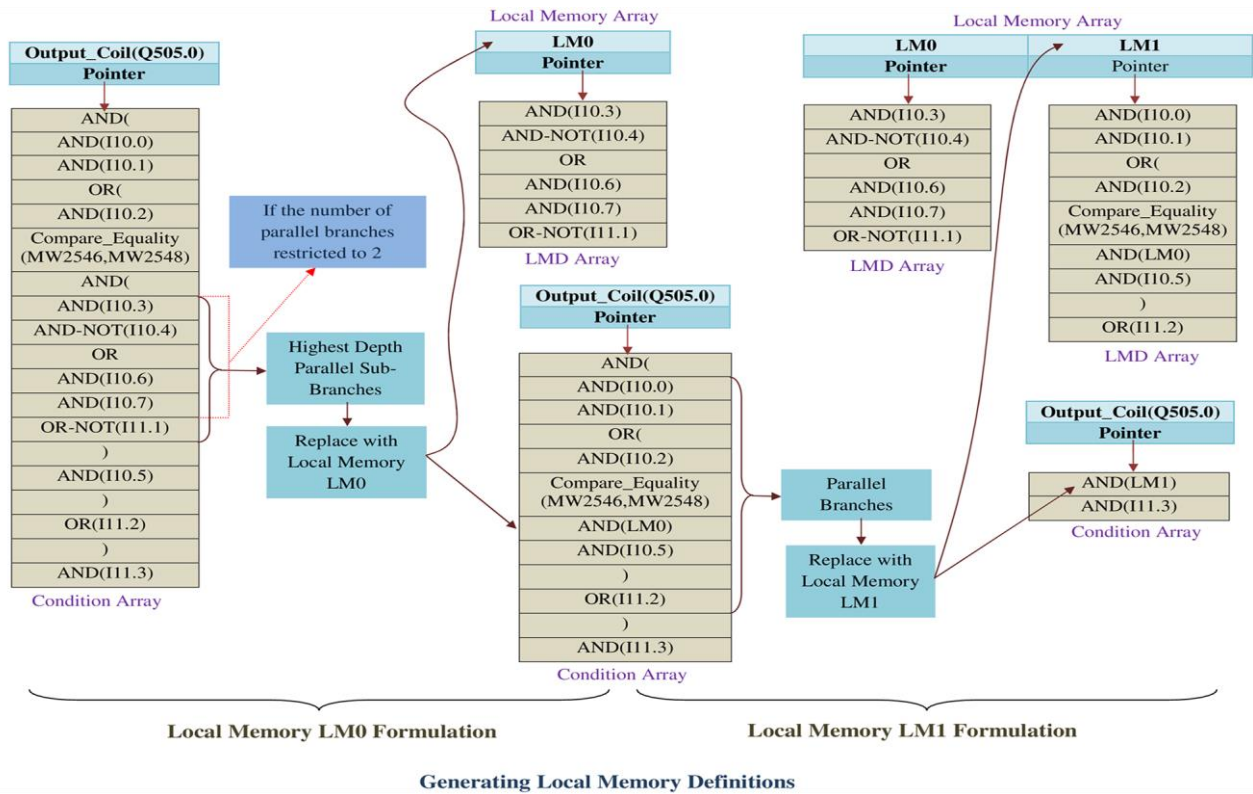 Output_Coil(Q505.0)
Pointer
AND(
AND(I10.0)
AND(I10.1)
OR(
AND(I10.2)
Compare_Equality
(MW2546,MW2548)
AND(
AND(I10.3)
AND-NOT(I10.4)
OR
AND(I10.6)
AND(I10.7)
OR-NOT(I11.1)
)
AND(I10.5)
)
OR(I11.2)
)
AND(I11.3)
Condition Array
If the number of
parallel branches
restricted to 2
Highest Depth
Parallel Sub-
Branches
Replace with
Local Memory
LM0
Local Memory Array
LM0
Pointer
AND(I10.3)
AND-NOT(I10.4)
OR
AND(I10.6)
AND(I10.7)
OR-NOT(I11.1)
LMD Array
Output_Coil(Q505.0)
Pointer
AND(
AND(I10.0)
AND(I10.1)
OR(
AND(I10.2)
Compare_Equality
(MW2546,MW2548)
AND(LM0)
AND(I10.5)
)
OR(I11.2)
)
AND(I11.3)
Condition Array
Parallel
Branches
Replace with
Local Memory
LM1
Local Memory Array
LM0 LM1
Pointer Pointer
AND(I10.3)
AND-NOT(I10.4)
OR
AND(I10.6)
AND(I10.7)
OR-NOT(I11.1)
LMD Array
AND(I10.0)
AND(I10.1)
OR(
AND(I10.2)
Compare_Equality
(MW2546,MW2548)
AND(LM0)
AND(I10.5)
)
OR(I11.2)
LMD Array
Output_Coil(Q505.0)
Pointer
AND(LM1)
AND(I11.3)
Condition Array
Local Memory LM0 Formulation
Local Memory LM1 Formulation
Generating Local Memory Definitions